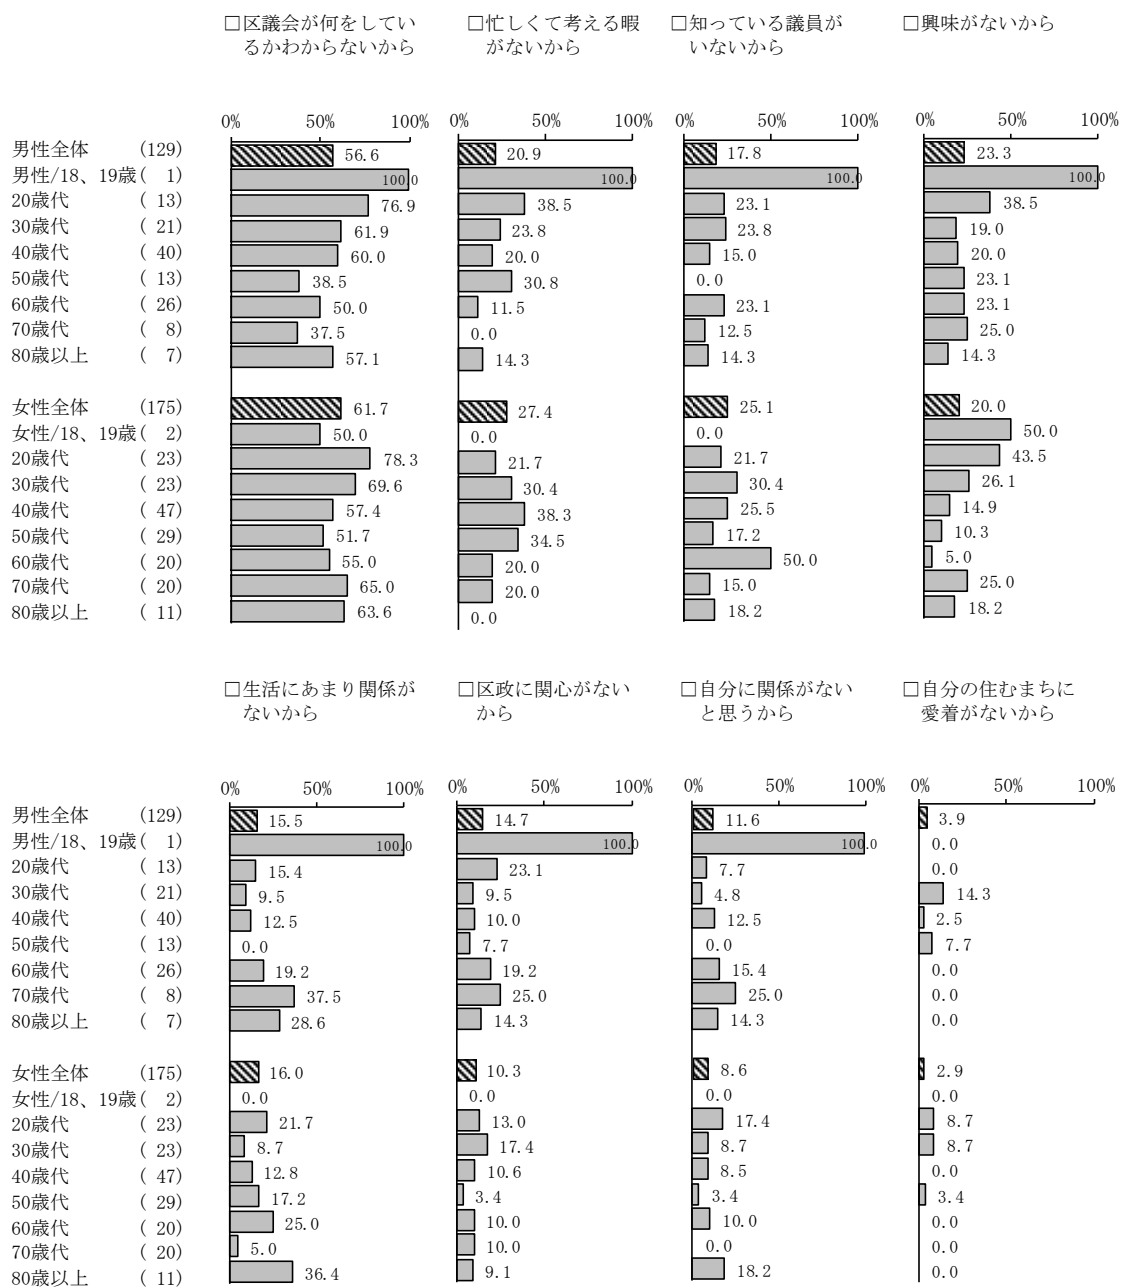 □区議会が何をしてい □忙しくて考える暇 □知っている議員が □興味がないから
るかわからないから がないから いないから
0% 50% 100% 0% 50% 100% 0% 50% 100% 0% 50% 100%
男性全体 (129) 56.6 20.9 17.8 23.3
男性/18、19歳( 1) 100.0 100.0 100.0 100.0
20歳代 ( 13) 76.9 38.5 23.1 38.5
30歳代 ( 21) 61.9 23.8 23.8 19.0
40歳代 ( 40) 60.0 20.0 15.0 20.0
50歳代 ( 13) 38.5 30.8 0.0 23.1
60歳代 ( 26) 50.0 11.5 23.1 23.1
70歳代 ( 8) 37.5 0.0 12.5 25.0
80歳以上 ( 7) 57.1 14.3 14.3 14.3
女性全体 (175) 61.7 27.4 25.1 20.0
女性/18、19歳( 2) 50.0 0.0 0.0 50.0
20歳代 ( 23) 78.3 21.7 21.7 43.5
30歳代 ( 23) 69.6 30.4 30.4 26.1
40歳代 ( 47) 57.4 38.3 25.5 14.9
50歳代 ( 29) 51.7 34.5 17.2 10.3
60歳代 ( 20) 55.0 20.0 50.0 5.0
70歳代 ( 20) 65.0 20.0 15.0 25.0
80歳以上 ( 11) 63.6 0.0 18.2 18.2
□生活にあまり関係が □区政に関心がない □自分に関係がない □自分の住むまちに
ないから から と思うから 愛着がないから
0% 50% 100% 0% 50% 100% 0% 50% 100% 0% 50% 100%
男性全体 (129) 15.5 14.7 11.6 3.9
男性/18、19歳( 1) 100.0 100.0 100.0 0.0
20歳代 ( 13) 15.4 23.1 7.7 0.0
30歳代 ( 21) 9.5 9.5 4.8 14.3
40歳代 ( 40) 12.5 10.0 12.5 2.5
50歳代 ( 13) 0.0 7.7 0.0 7.7
60歳代 ( 26) 19.2 19.2 15.4 0.0
70歳代 ( 8) 37.5 25.0 25.0 0.0
80歳以上 ( 7) 28.6 14.3 14.3 0.0
女性全体 (175) 16.0 10.3 8.6 2.9
女性/18、19歳( 2) 0.0 0.0 0.0 0.0
20歳代 ( 23) 21.7 13.0 17.4 8.7
30歳代 ( 23) 8.7 17.4 8.7 8.7
40歳代 ( 47) 12.8 10.6 8.5 0.0
50歳代 ( 29) 17.2 3.4 3.4 3.4
60歳代 ( 20) 25.0 10.0 10.0 0.0
70歳代 ( 20) 5.0 10.0 0.0 0.0
80歳以上 ( 11) 36.4 9.1 18.2 0.0